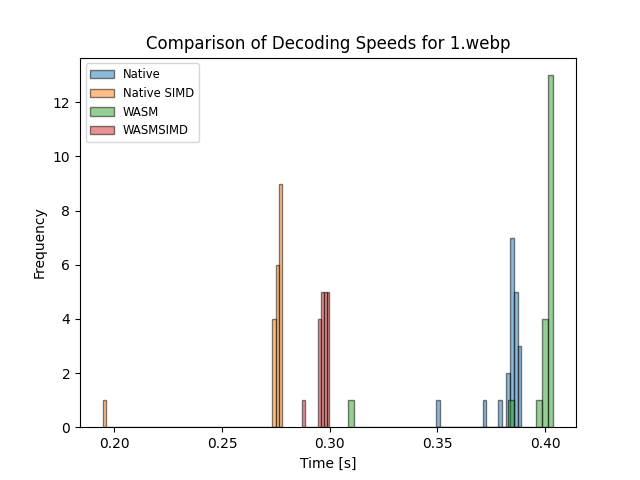 Comparison of Decoding Speeds for 1.webp
Native
Native SIMD
WASM
WASMSIMD
12
10
8
6
4
2
0
Frequency
0.20
0.25
0.30
0.35
0.40
Time [s]